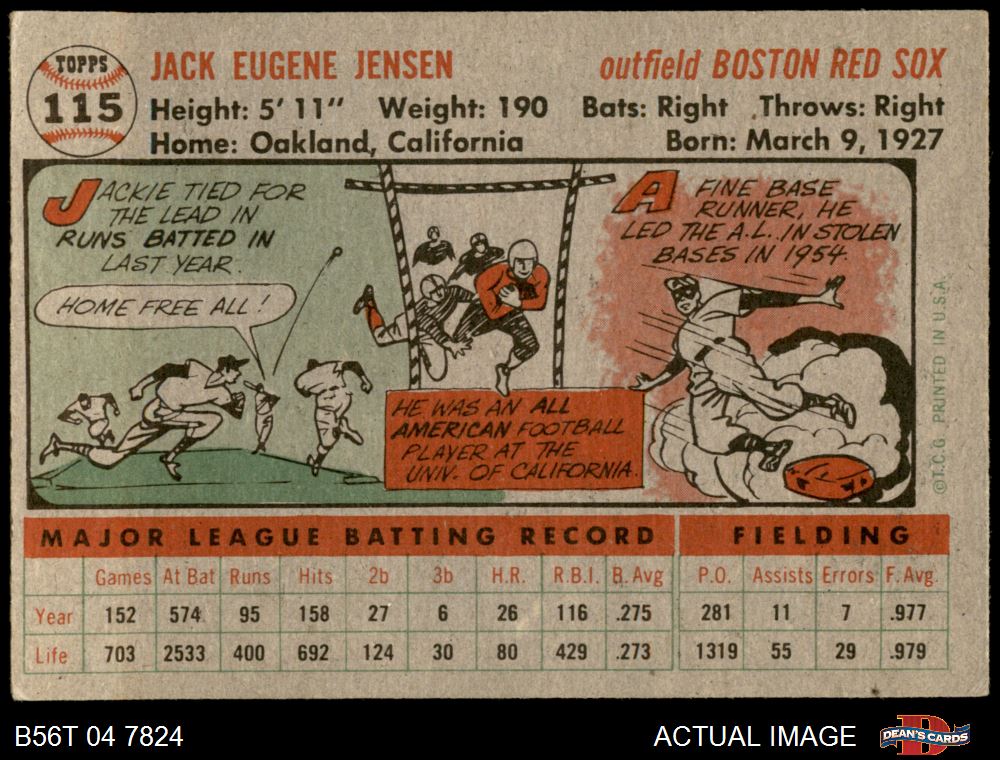 TOPPS
115
JACK EUGENE JENSEN
outfield BOSTON RED SOX
Height: 5' 11" Weight: 190 Bats: Right Throws: Right
Home: Oakland, California Born: March 9, 1927
JACKIE TIED FOR
THE LEAD IN
RUNS BATTED IN
LAST YEAR.
HOME FREE ALL!
HE WAS AN ALL
AMERICAN FOOTBALL
PLAYER AT THE
UNIV. OF CALIFORNIA.
A FINE BASE
RUNNER, HE
LED THE A.L. IN STOLEN
BASES IN 1954.
©T.C.G. PRINTED IN U.S.A.
MAJOR LEAGUE BATTING RECORD FIELDING
Games At Bat Runs Hits 2b 3b H.R. R.B.I. B. Avg P.O. Assists Errors F. Avg.
Year 152 574 95 158 27 6 26 116 .275 281 11 7 .977
Life 703 2533 400 692 124 30 80 429 .273 1319 55 29 .979
B56T 04 7824 ACTUAL IMAGE DEAN'S CARDS